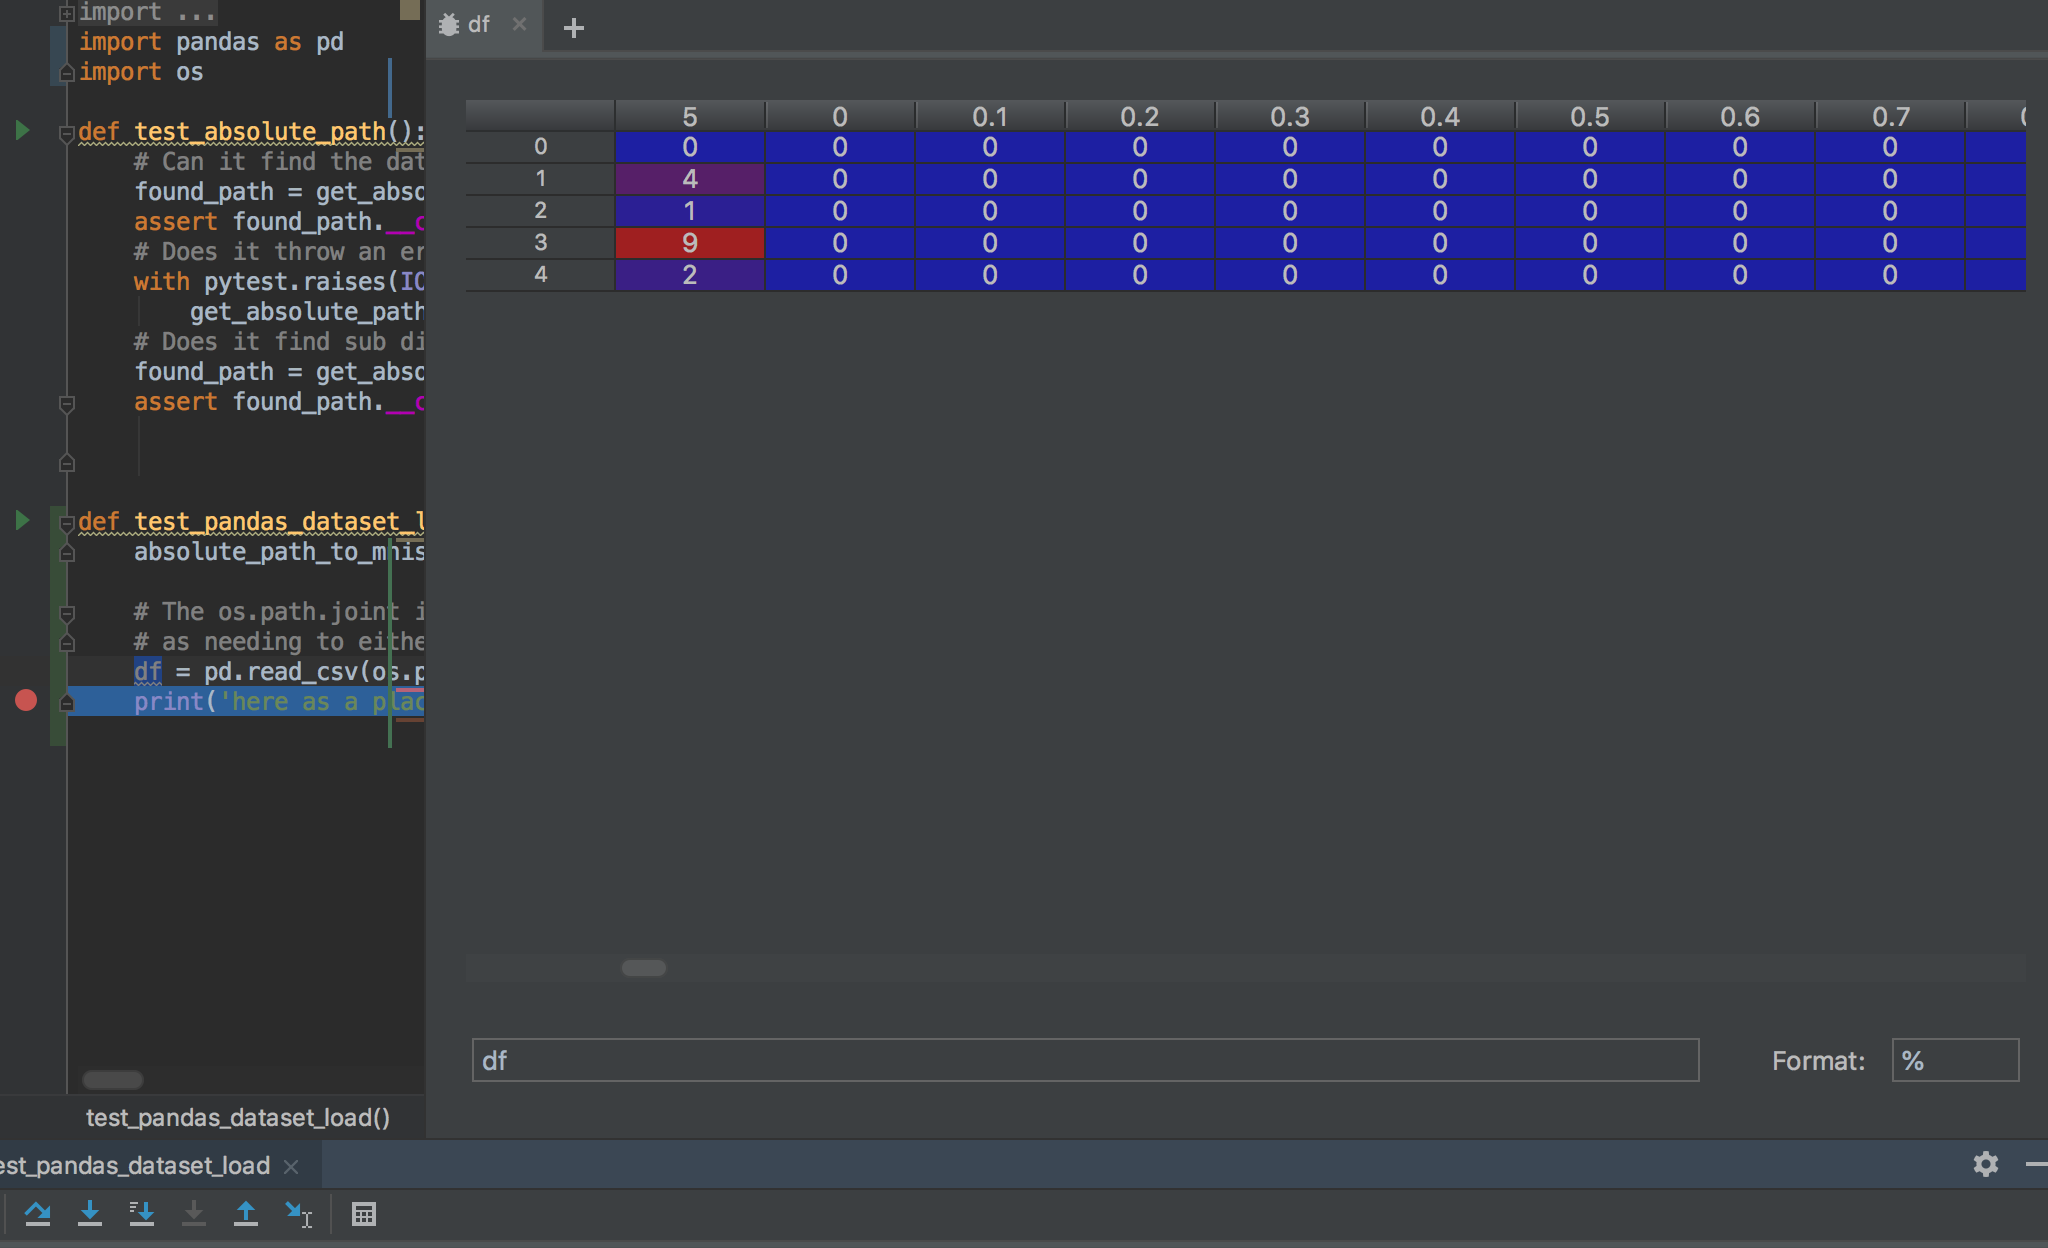 import ...
import pandas as pd
import os
def test_absolute_path():
# Can it find the dat
found_path = get_abso
assert found_path.__c
# Does it throw an er
with pytest.raises(IO
get_absolute_path
# Does it find sub di
found_path = get_abso
assert found_path.__c
def test_pandas_dataset_l
absolute_path_to_mnis
# The os.path.joint i
# as needing to eithe
df = pd.read_csv(os.p
print('here as a plac
test_pandas_dataset_load()
df
5 0 0.1 0.2 0.3 0.4 0.5 0.6 0.7
0 0 0 0 0 0 0 0 0 0
1 4 0 0 0 0 0 0 0 0
2 1 0 0 0 0 0 0 0 0
3 9 0 0 0 0 0 0 0 0
4 2 0 0 0 0 0 0 0 0
df
Format: %
est_pandas_dataset_load